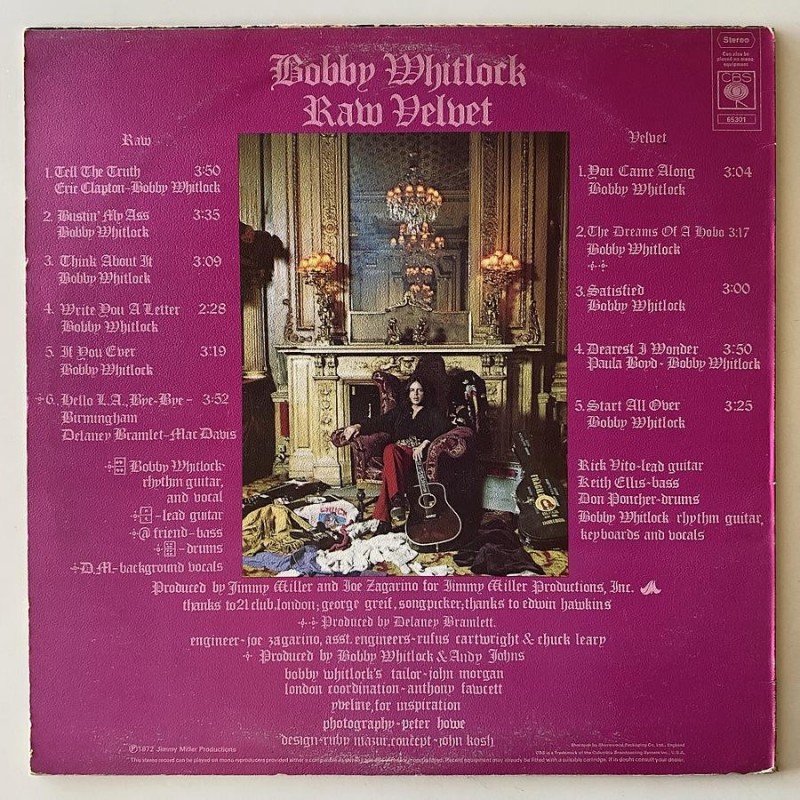 Bobby Whitlock
Raw Velvet
Stereo
Can also be
played on mono
equipment
CBS
65301
Raw
1. Tell The Truth 3:50
Eric Clapton-Bobby Whitlock
2. Bustin' My Ass 3:35
Bobby Whitlock
3. Think About It 3:09
Bobby Whitlock
4. Write You A Letter 2:28
Bobby Whitlock
5. If You Ever 3:19
Bobby Whitlock
6. Hello L.A., Bye-Bye- 3:52
Birmingham
Delaney Bramlet-Mac Davis
Bobby Whitlock-
rhythm guitar,
and vocal
-lead guitar
@ friend-bass
-drums
D.M.-background vocals
Velvet
1. You Came Along 3:04
Bobby Whitlock
2. The Dreams Of A Hobo 3:17
Bobby Whitlock
3. Satisfied 3:00
Bobby Whitlock
4. Dearest I Wonder 3:50
Paula Boyd-Bobby Whitlock
5. Start All Over 3:25
Bobby Whitlock
Rick Vito-lead guitar
Keith Ellis-bass
Don Poncher-drums
Bobby Whitlock rhythm guitar,
keyboards and vocals
Produced by Jimmy Miller and Joe Zagarino for Jimmy Miller Productions, Inc.
thanks to 21 club, london; george greif, songpicker; thanks to edwin hawkins
Produced by Delaney Bramlett.
engineer-joe zagarino, asst. engineers-rufus cartwright & chuck leary
Produced by Bobby Whitlock & Andy Johns
bobby whitlock's tailor-john morgan
london coordination-anthony fawcett
yveline, for inspiration
photography-peter howe
design-ruby mazur, concept-john kosh
℗1972 Jimmy Miller Productions